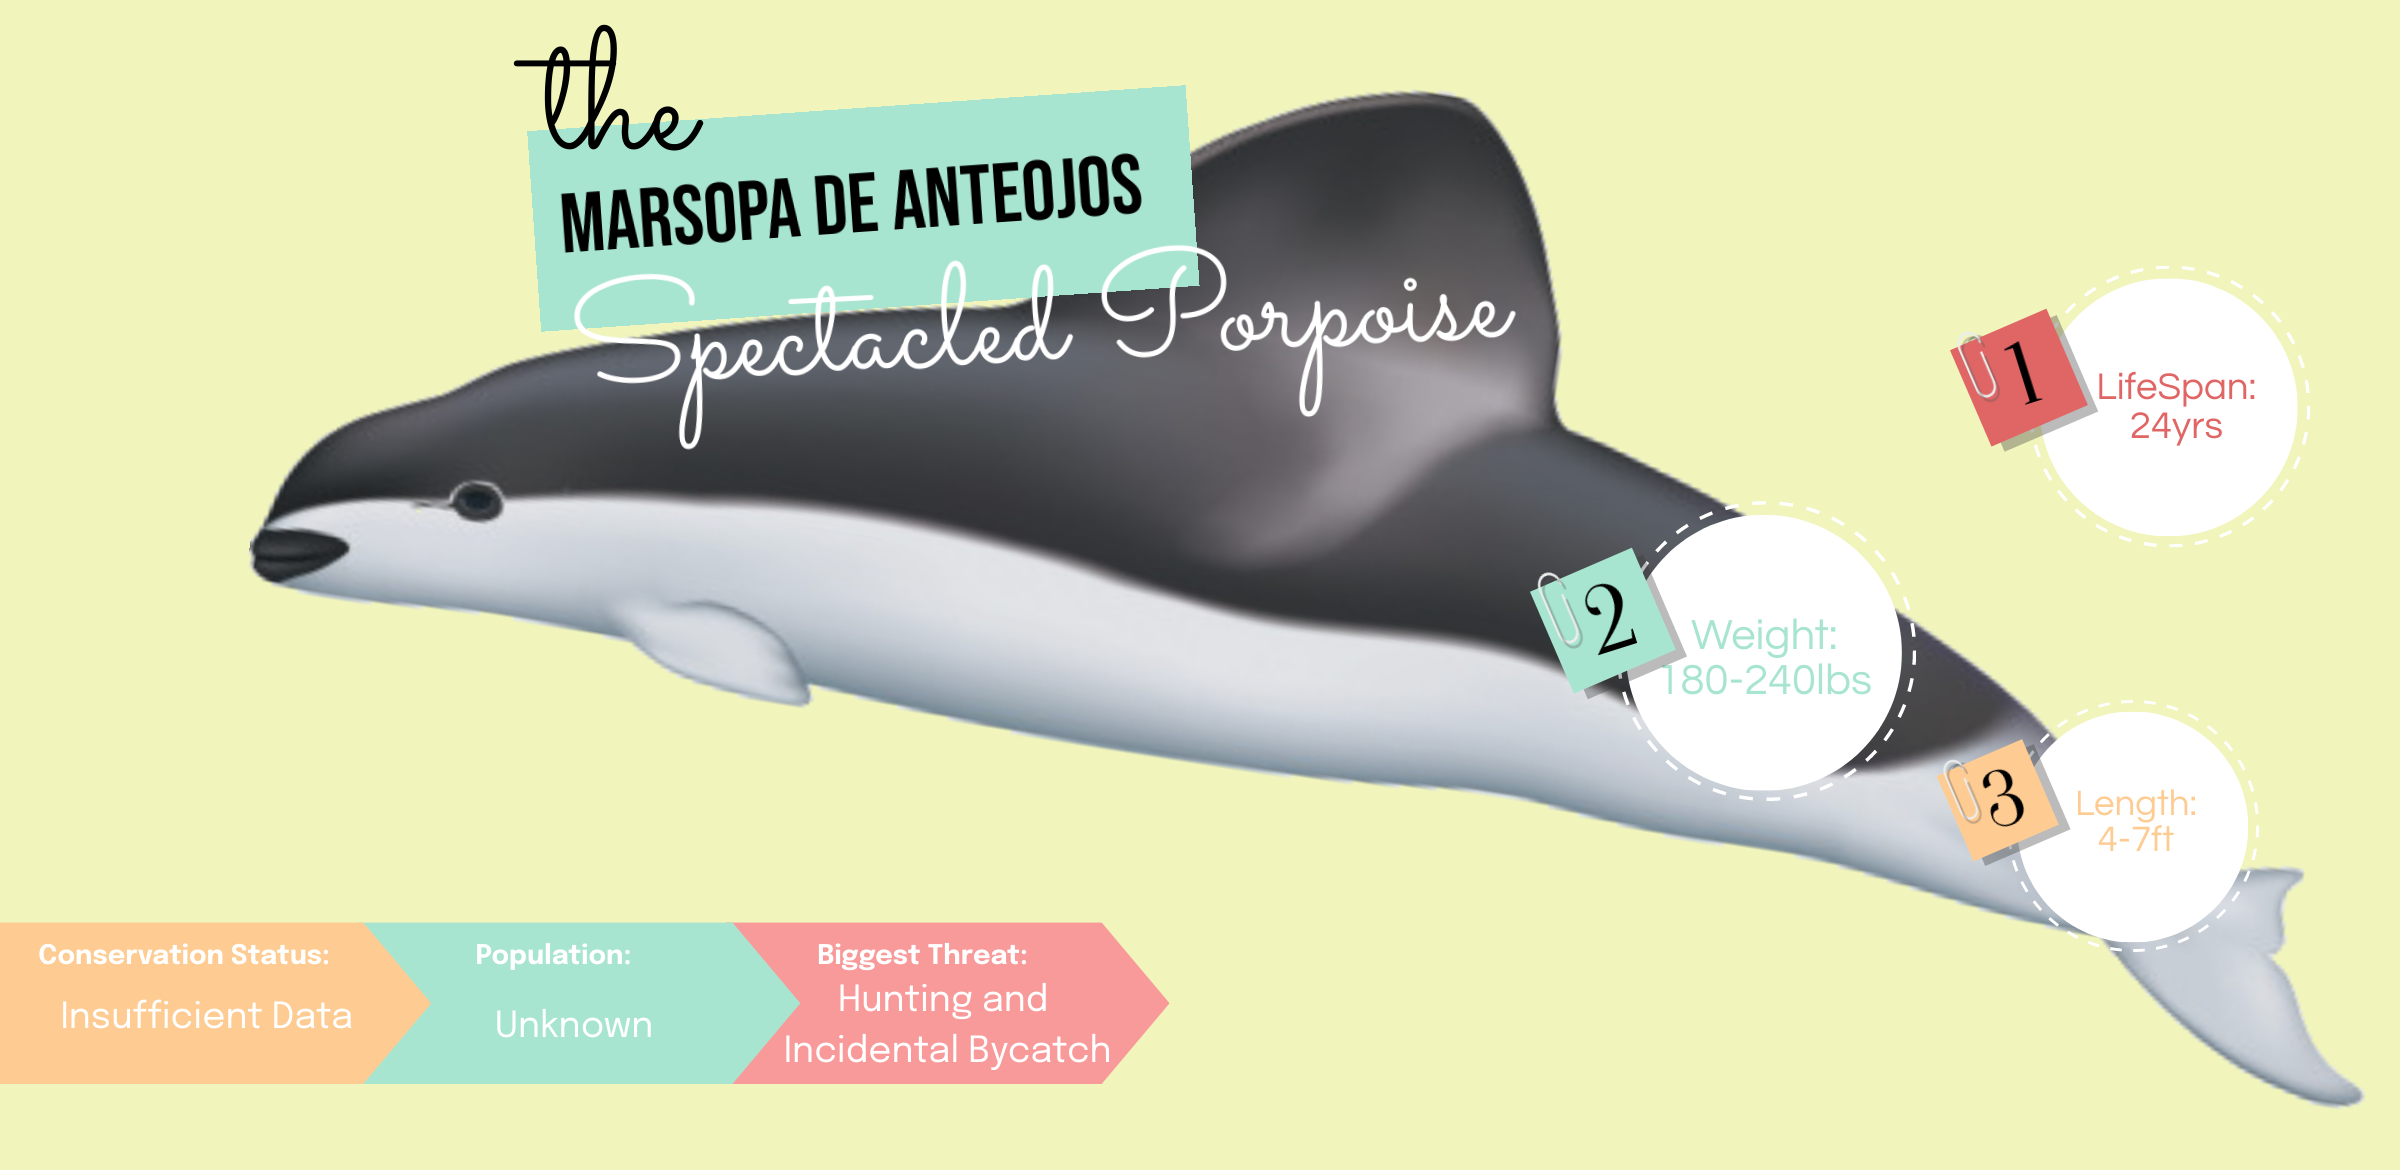 the
MARSOPA DE ANTEOJOS
Spectacled Porpoise
1
LifeSpan:
24yrs
2
Weight:
180-240lbs
3
Length:
4-7ft
Conservation Status:
Insufficient Data
Population:
Unknown
Biggest Threat:
Hunting and
Incidental Bycatch